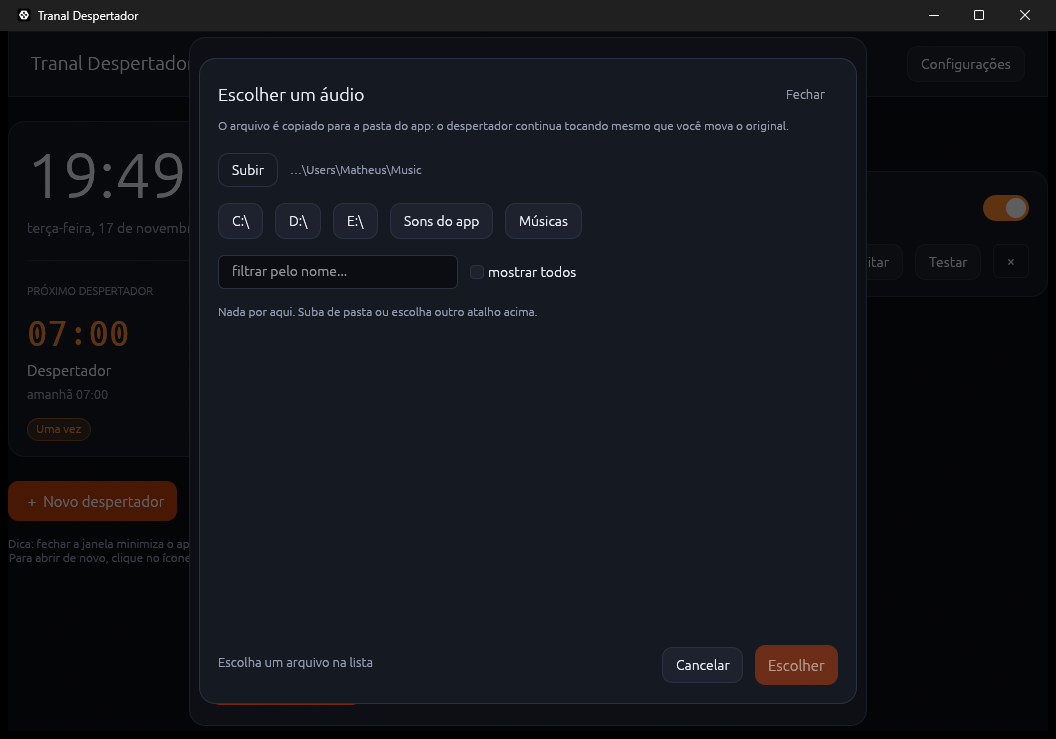 Tranal Despertador
Tranal Despertador
Configurações
Escolher um áudio
Fechar
O arquivo é copiado para a pasta do app: o despertador continua tocando mesmo que você mova o original.
Subir
...\Users\Matheus\Music
C:\
D:\
E:\
Sons do app
Músicas
filtrar pelo nome...
mostrar todos
Nada por aqui. Suba de pasta ou escolha outro atalho acima.
Escolha um arquivo na lista
Cancelar
Escolher
19:49
terça-feira, 17 de novemb
PRÓXIMO DESPERTADOR
07:00
Despertador
amanhã 07:00
Uma vez
+ Novo despertador
Dica: fechar a janela minimiza o ap
Para abrir de novo, clique no ícone
itar
Testar
×